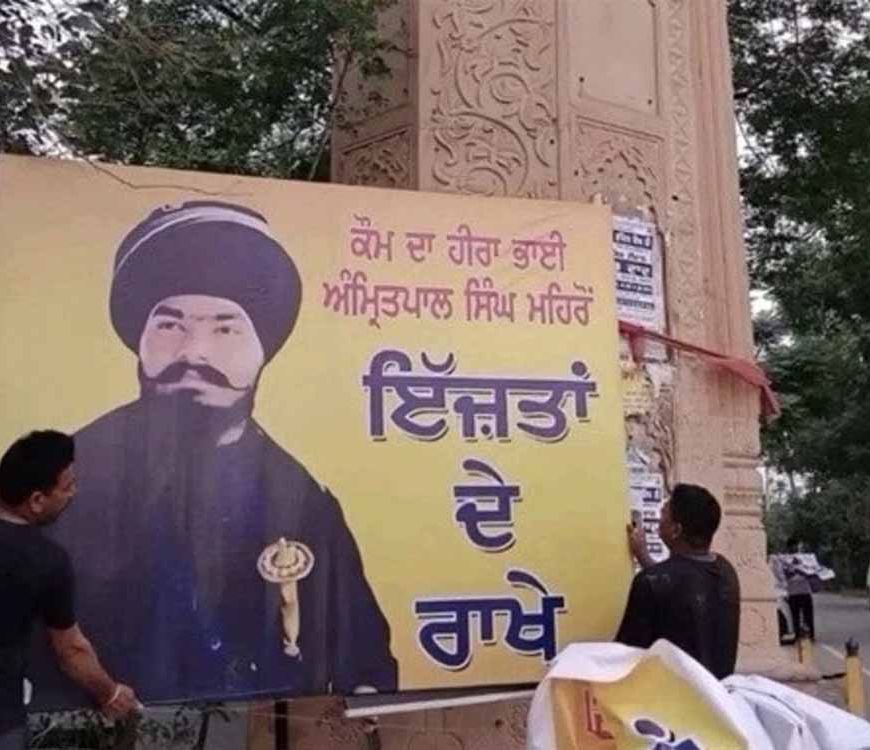 ਕੌਮ ਦਾ ਹੀਰਾ ਭਾਈ
ਅੰਮ੍ਰਿਤਪਾਲ ਸਿੰਘ ਮਹਿਰੋਂ
ਇੱਜ਼ਤਾਂ
ਦੇ
ਰਾਖੇ